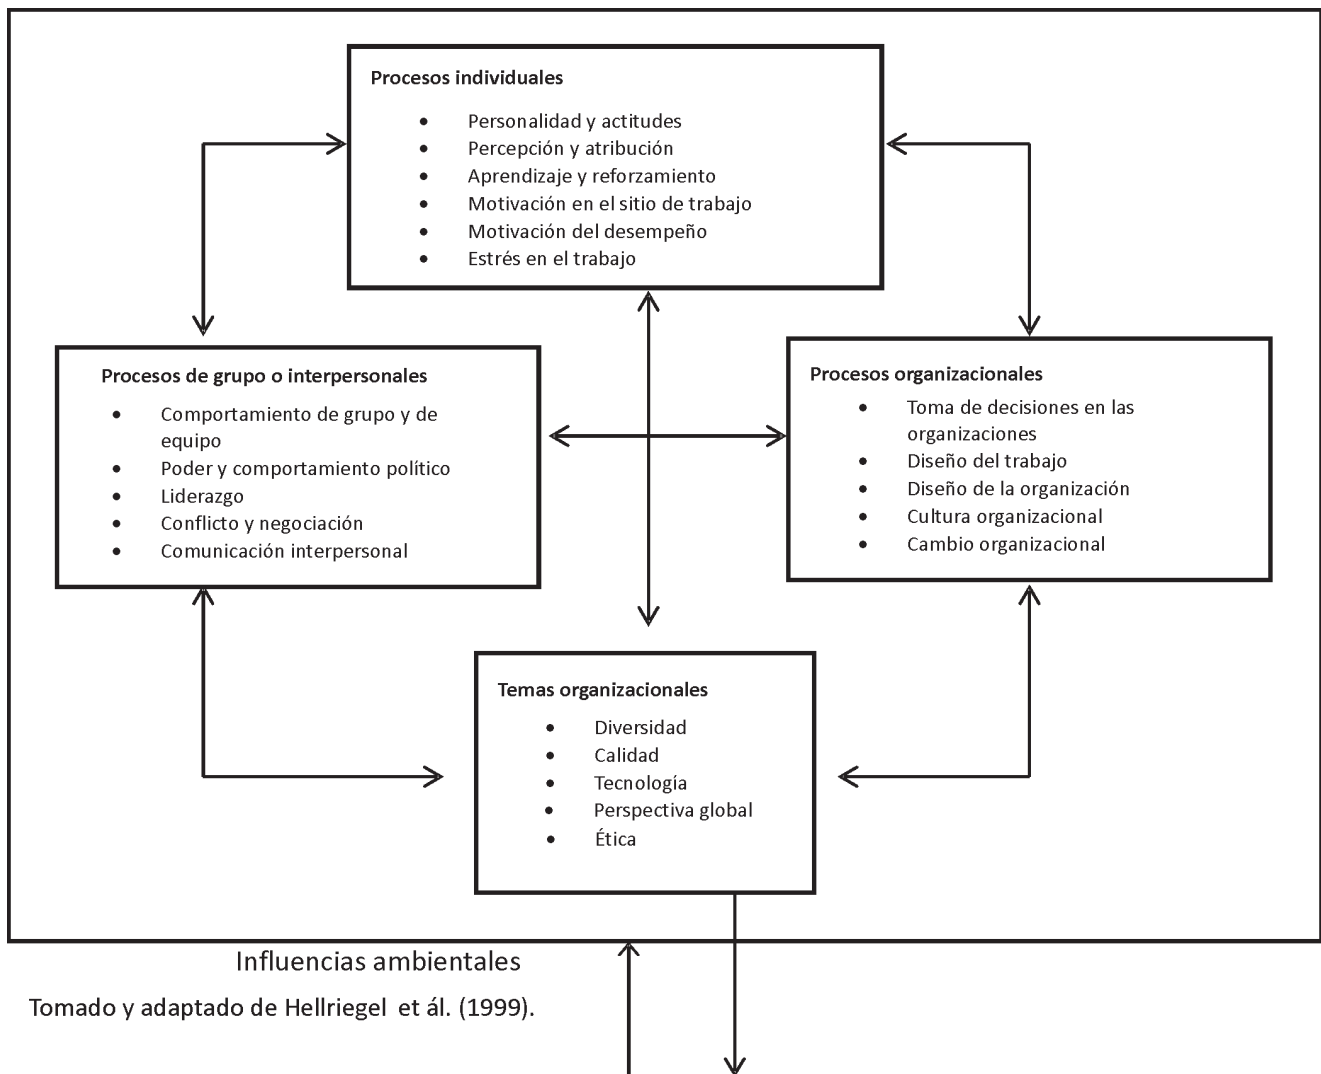 Procesos individuales
• Personalidad y actitudes
• Percepción y atribución
• Aprendizaje y reforzamiento
• Motivación en el sitio de trabajo
• Motivación del desempeño
• Estrés en el trabajo
Procesos de grupo o interpersonales
• Comportamiento de grupo y de
equipo
• Poder y comportamiento político
• Liderazgo
• Conflicto y negociación
• Comunicación interpersonal
Procesos organizacionales
• Toma de decisiones en las
organizaciones
• Diseño del trabajo
• Diseño de la organización
• Cultura organizacional
• Cambio organizacional
Temas organizacionales
• Diversidad
• Calidad
• Tecnología
• Perspectiva global
• Ética
Influencias ambientales
Tomado y adaptado de Hellriegel et ál. (1999).